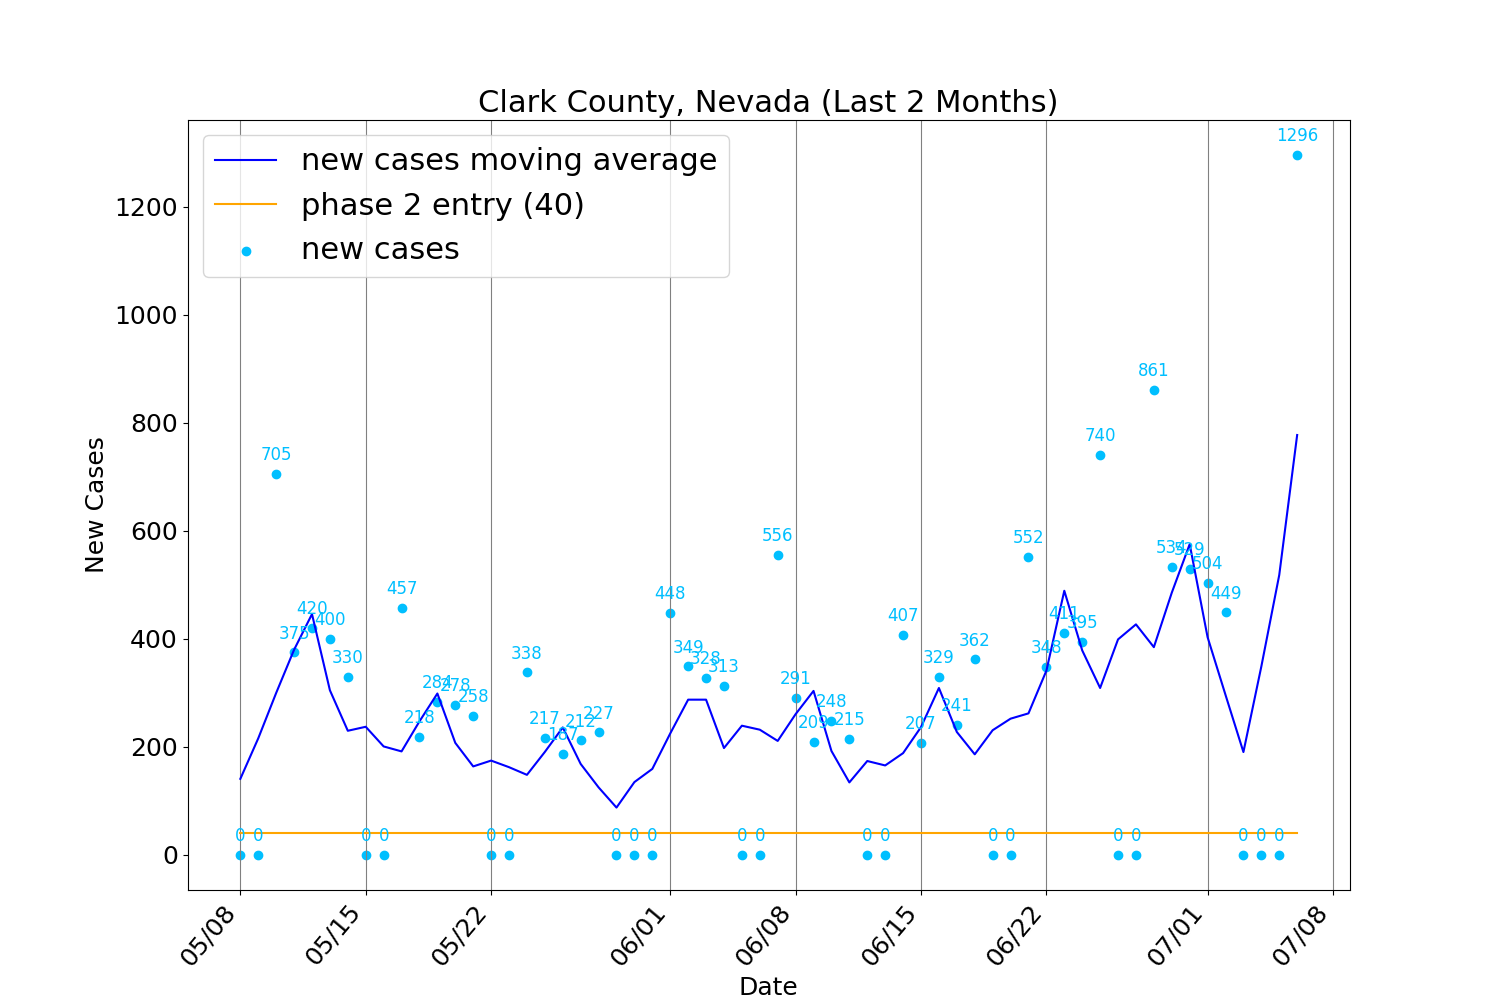 Clark County, Nevada (Last 2 Months)
new cases moving average
phase 2 entry (40)
new cases
New Cases
1200
1000
800
600
400
200
0
0 0 705 375 420 400 330
0 0 457 218 284 278 258
0 0 338 217 187 212 227
0 0 0 448 349 328 313
0 0 556 291 209 248 215
0 0 407 207 329 241 362
0 0 552 348 411 395 740
0 0 861 534 529 504 449
0 0 0 1296
05/08
05/15
05/22
06/01
06/08
06/15
06/22
07/01
07/08
Date